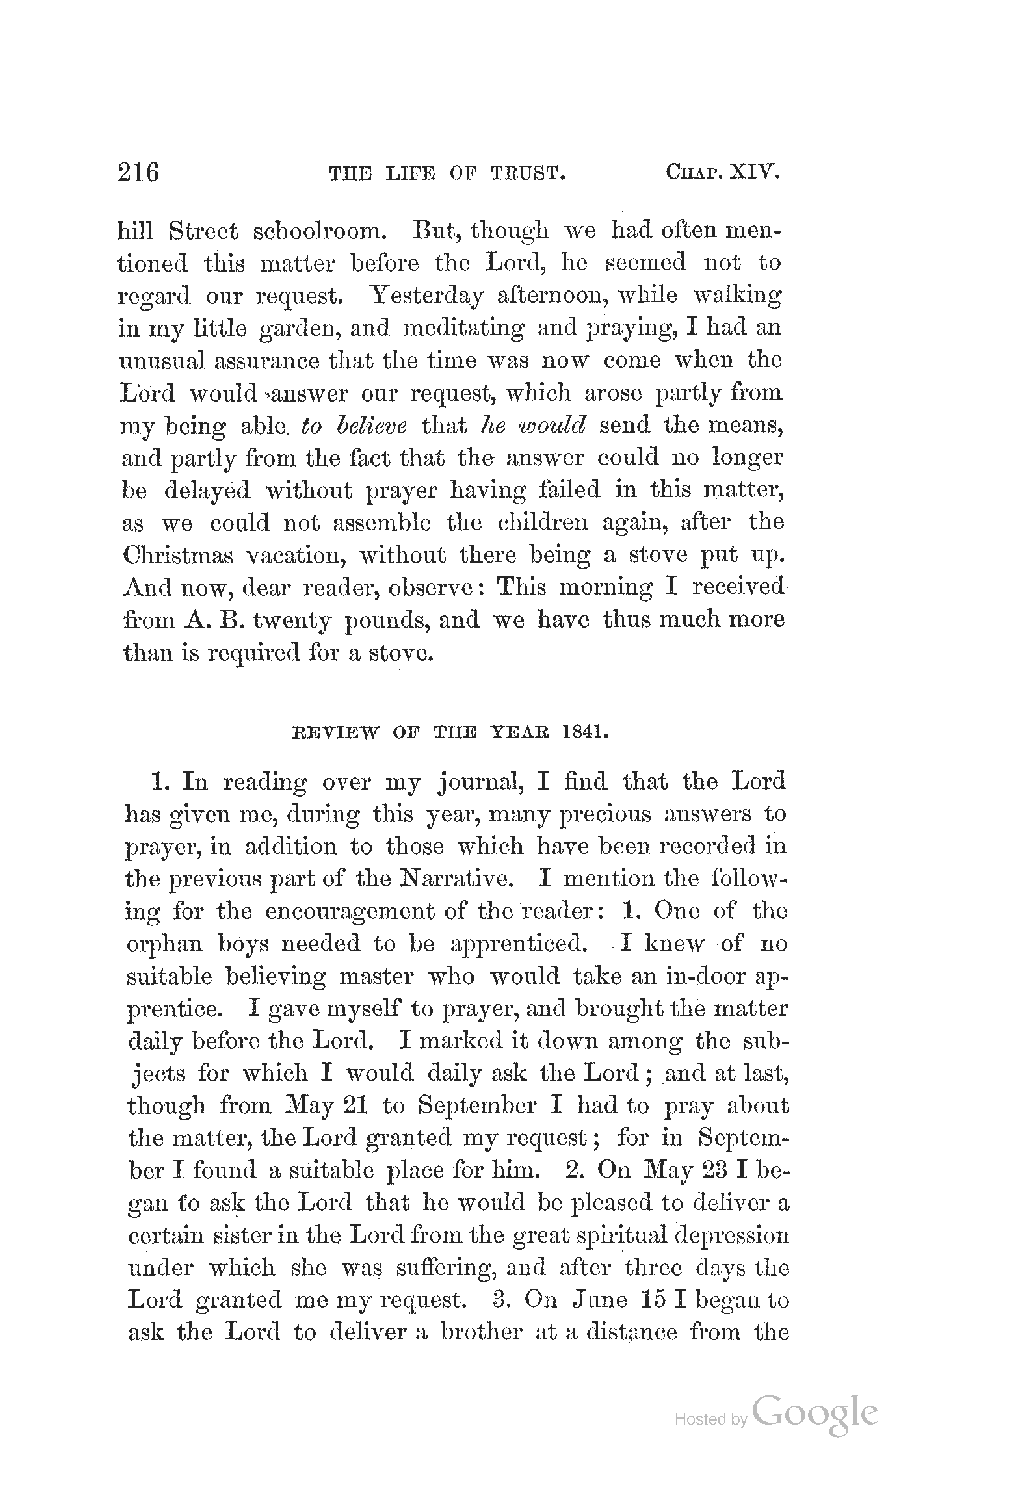 216 THE LIFE OF TRUST. CHAP. XIV.
hill Street schoolroom. But, though we had often men-
tioned this matter before the Lord, he seemed not to
regard our request. Yesterday afternoon, while walking
in my little garden, and meditating and praying, I had an
unusual assurance that the time was now come when the
Lord would answer our request, which arose partly from
my being able to believe that he would send the means,
and partly from the fact that the answer could no longer
be delayed without prayer having failed in this matter,
as we could not assemble the children again, after the
Christmas vacation, without there being a stove put up.
And now, dear reader, observe: This morning I received
from A. B. twenty pounds, and we have thus much more
than is required for a stove.
REVIEW OF THE YEAR 1841.
1. In reading over my journal, I find that the Lord
has given me, during this year, many precious answers to
prayer, in addition to those which have been recorded in
the previous part of the Narrative. I mention the follow-
ing for the encouragement of the reader: 1. One of the
orphan boys needed to be apprenticed. I knew of no
suitable believing master who would take an in-door ap-
prentice. I gave myself to prayer, and brought the matter
daily before the Lord. I marked it down among the sub-
jects for which I would daily ask the Lord; and at last,
though from May 21 to September I had to pray about
the matter, the Lord granted my request; for in Septem-
ber I found a suitable place for him. 2. On May 23 I be-
gan to ask the Lord that he would be pleased to deliver a
certain sister in the Lord from the great spiritual depression
under which she was suffering, and after three days the
Lord granted me my request. 3. On June 15 I began to
ask the Lord to deliver a brother at a distance from the
Hosted by Google